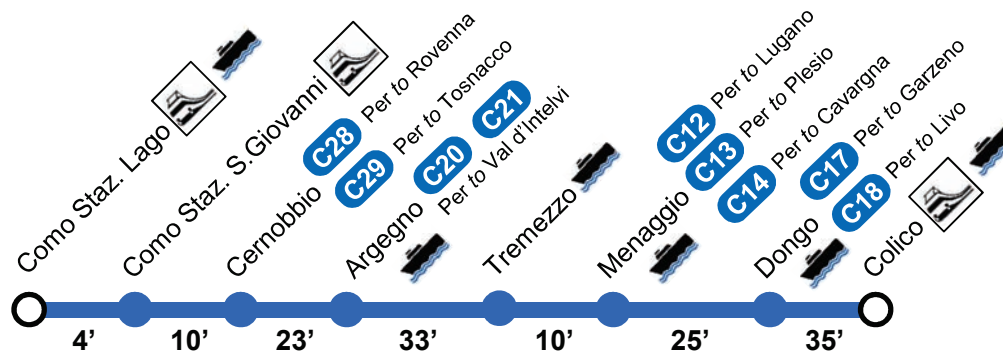 Como Staz. Lago
Como Staz. S.Giovanni
Cernobbio
C28 Per to Rovenna
C29 Per to Tosnacco
Argegno
C20 C21
Per to Val d'Intelvi
Tremezzo
Menaggio
C12 Per to Lugano
C13 Per to Plesio
C14 Per to Cavargna
Dongo
C17 Per to Garzeno
C18 Per to Livo
Colico
4’ 10’ 23’ 33’ 10’ 25’ 35’